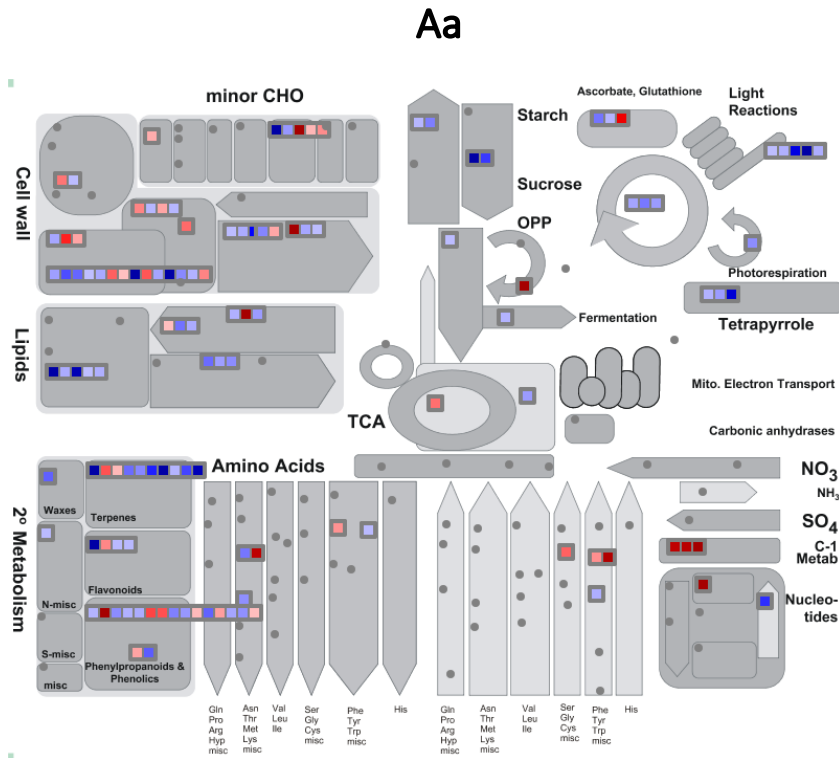 Aa
minor CHO
Starch
Ascorbate, Glutathione
Light
Reactions
Cell wall
Sucrose
OPP
Photorespiration
Fermentation
Tetrapyrrole
Lipids
Mito. Electron Transport
TCA
Carbonic anhydrases
Amino Acids
NO3
NH3
SO4
C-1
Metab
Nucleo-
tides
2º Metabolism
Waxes
Terpenes
Flavonoids
N-misc
S-misc
Phenylpropanoids &
Phenolics
misc
Gln
Pro
Arg
Hyp
misc
Asn
Thr
Met
Lys
misc
Val
Leu
Ile
Ser
Gly
Cys
misc
Phe
Tyr
Trp
misc
His
Gln
Pro
Arg
Hyp
misc
Asn
Thr
Met
Lys
misc
Val
Leu
Ile
Ser
Gly
Cys
misc
Phe
Tyr
Trp
misc
His